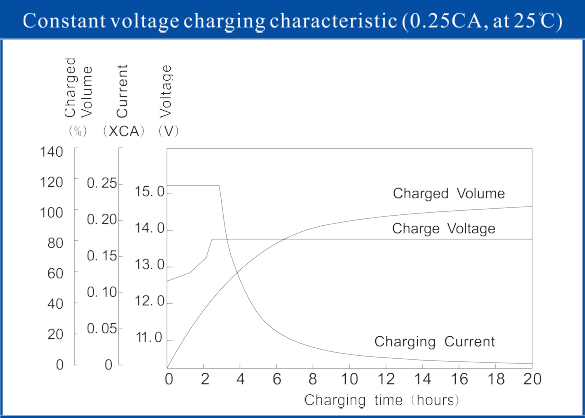 Constant voltage charging characteristic (0.25CA, at 25℃)
Charged Volume (%)
Current (XCA)
Voltage (V)
140
120
100
80
60
40
20
0
0.25
0.20
0.15
0.10
0.05
0
15.0
14.0
13.0
12.0
11.0
Charged Volume
Charge Voltage
Charging Current
0 2 4 6 8 10 12 14 16 18 20
Charging time (hours)